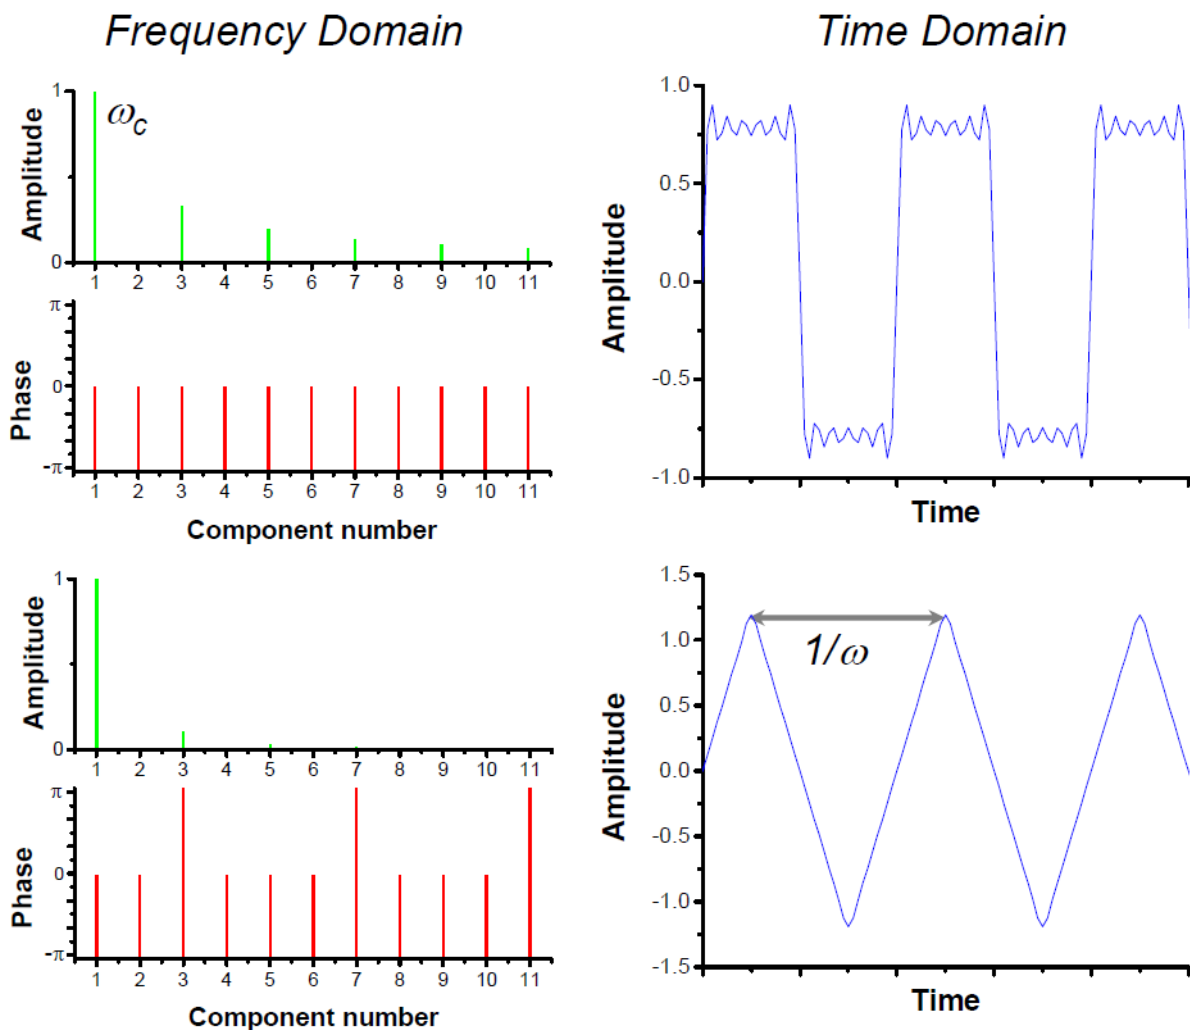 Frequency Domain
Time Domain
Amplitude
1
0
ω_c
1 2 3 4 5 6 7 8 9 10 11
Phase
π
0
-π
1 2 3 4 5 6 7 8 9 10 11
Component number
Amplitude
1.0
0.5
0.0
-0.5
-1.0
Time
Amplitude
1
0
1 2 3 4 5 6 7 8 9 10 11
Phase
π
0
-π
1 2 3 4 5 6 7 8 9 10 11
Component number
Amplitude
1.5
1.0
0.5
0.0
-0.5
-1.0
-1.5
1/ω
Time